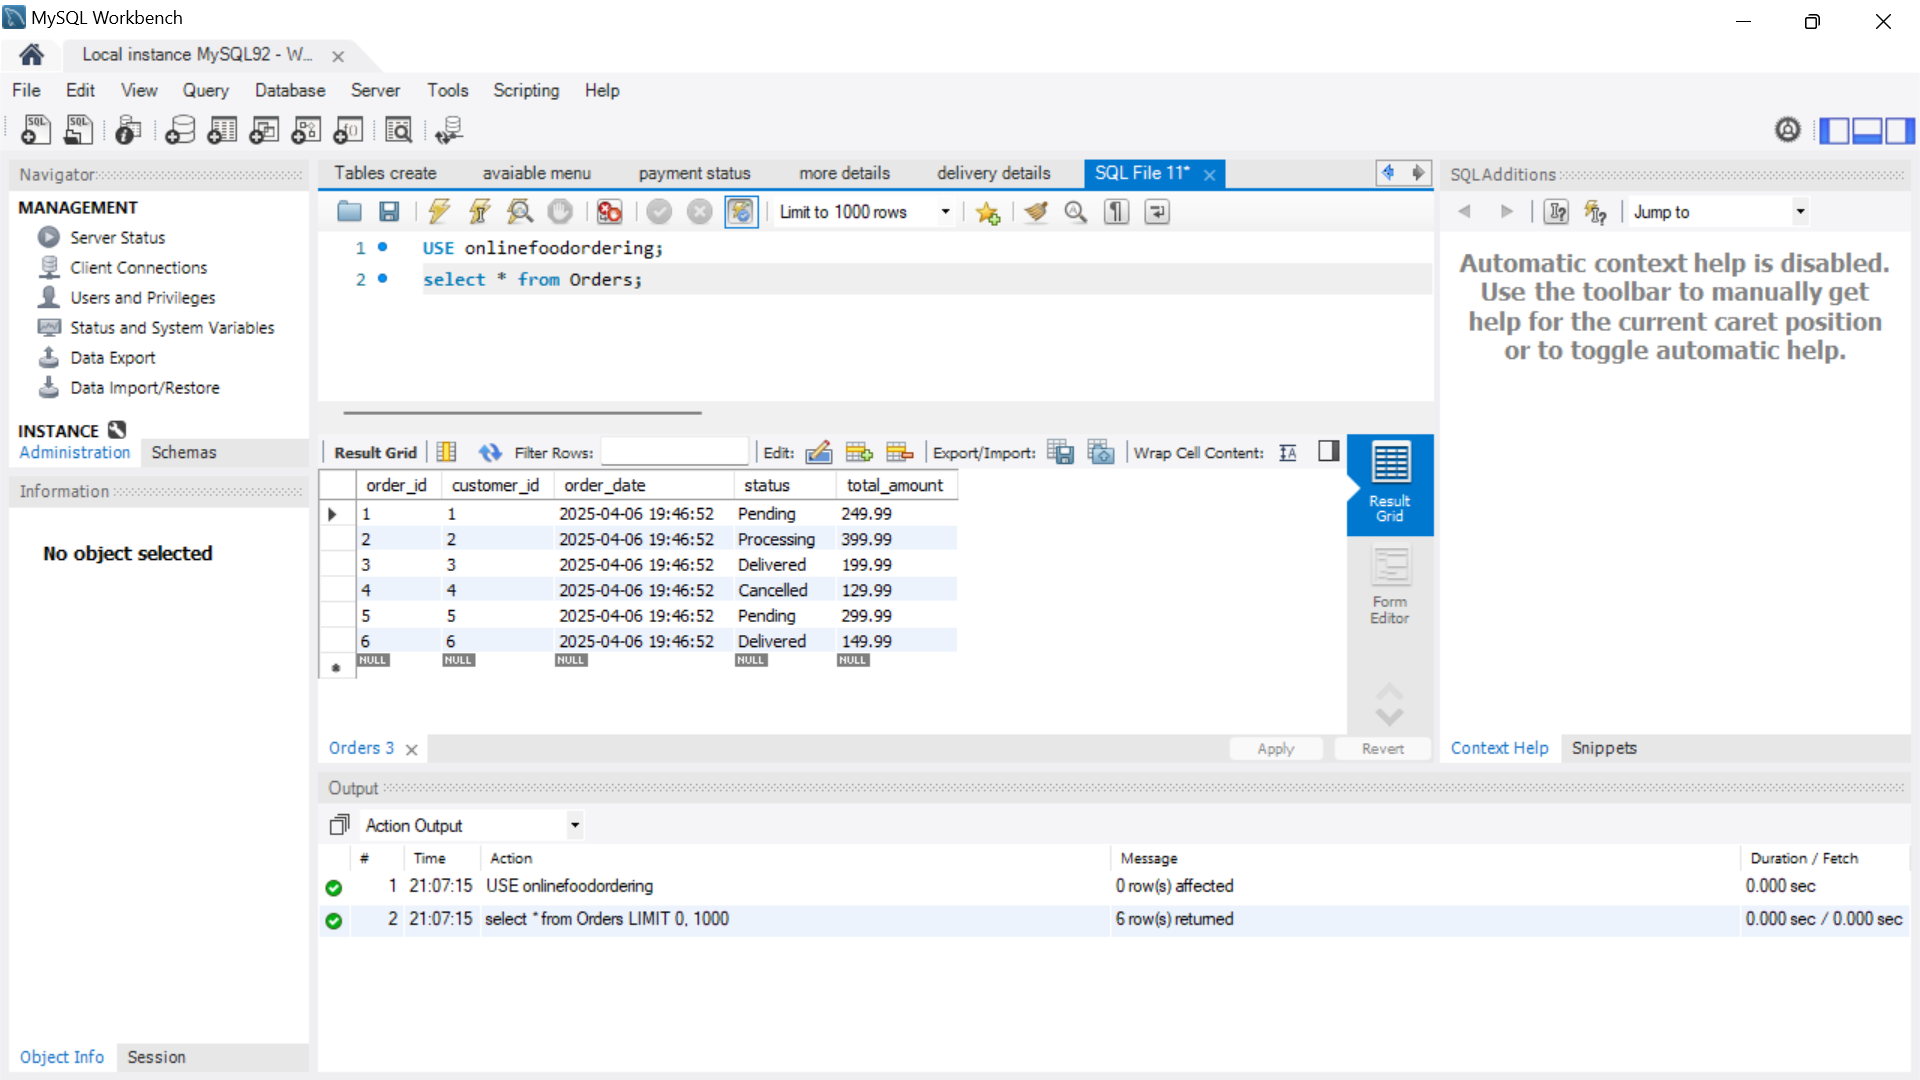 MySQL Workbench
Local instance MySQL92 - W...
File Edit View Query Database Server Tools Scripting Help
Navigator
MANAGEMENT
Server Status
Client Connections
Users and Privileges
Status and System Variables
Data Export
Data Import/Restore
INSTANCE
Administration Schemas
Information
No object selected
Object Info Session
Tables create avaiable menu payment status more details delivery details SQL File 11*
Limit to 1000 rows
1 USE onlinefoodordering;
2 select * from Orders;
Result Grid Filter Rows: Edit: Export/Import: Wrap Cell Content:
order_id customer_id order_date status total_amount
1 1 2025-04-06 19:46:52 Pending 249.99
2 2 2025-04-06 19:46:52 Processing 399.99
3 3 2025-04-06 19:46:52 Delivered 199.99
4 4 2025-04-06 19:46:52 Cancelled 129.99
5 5 2025-04-06 19:46:52 Pending 299.99
6 6 2025-04-06 19:46:52 Delivered 149.99
NULL NULL NULL NULL NULL
Result
Grid
Form
Editor
Orders 3 Apply Revert
SQLAdditions
Jump to
Automatic context help is disabled.
Use the toolbar to manually get
help for the current caret position
or to toggle automatic help.
Context Help Snippets
Output
Action Output
# Time Action Message Duration / Fetch
1 21:07:15 USE onlinefoodordering 0 row(s) affected 0.000 sec
2 21:07:15 select * from Orders LIMIT 0, 1000 6 row(s) returned 0.000 sec / 0.000 sec